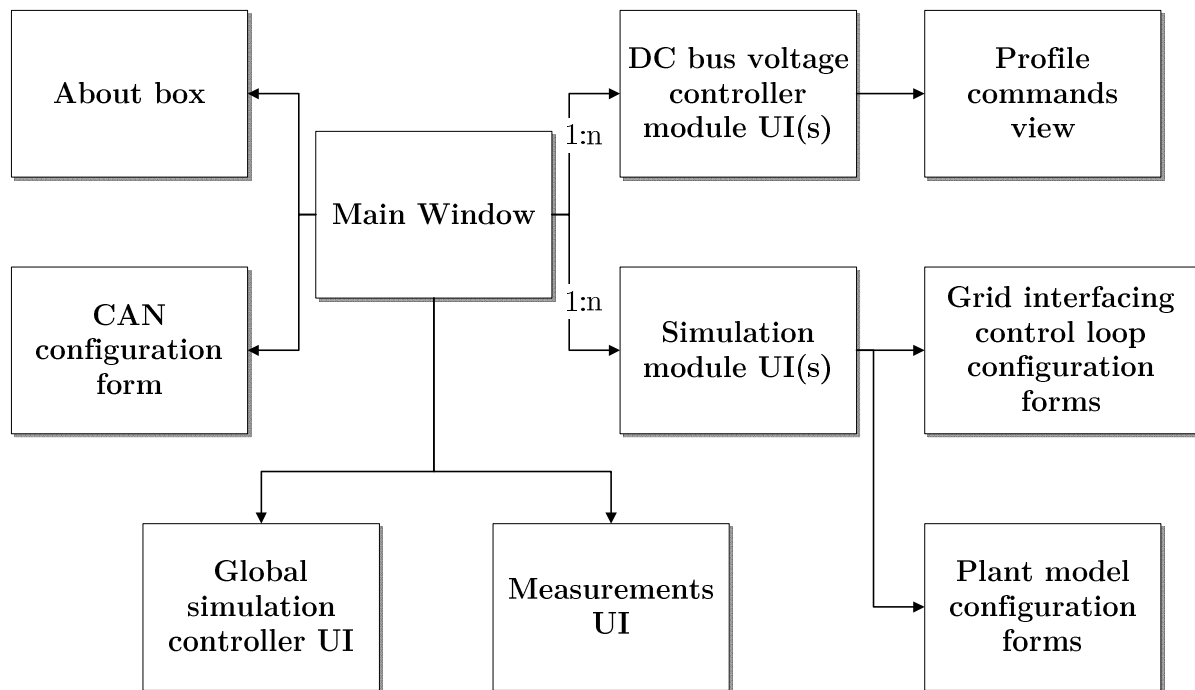 About box
DC bus voltage
controller
module UI(s)
Profile
commands
view
1:n
Main Window
CAN
configuration
form
1:n
Simulation
module UI(s)
Grid interfacing
control loop
configuration
forms
Global
simulation
controller UI
Measurements
UI
Plant model
configuration
forms